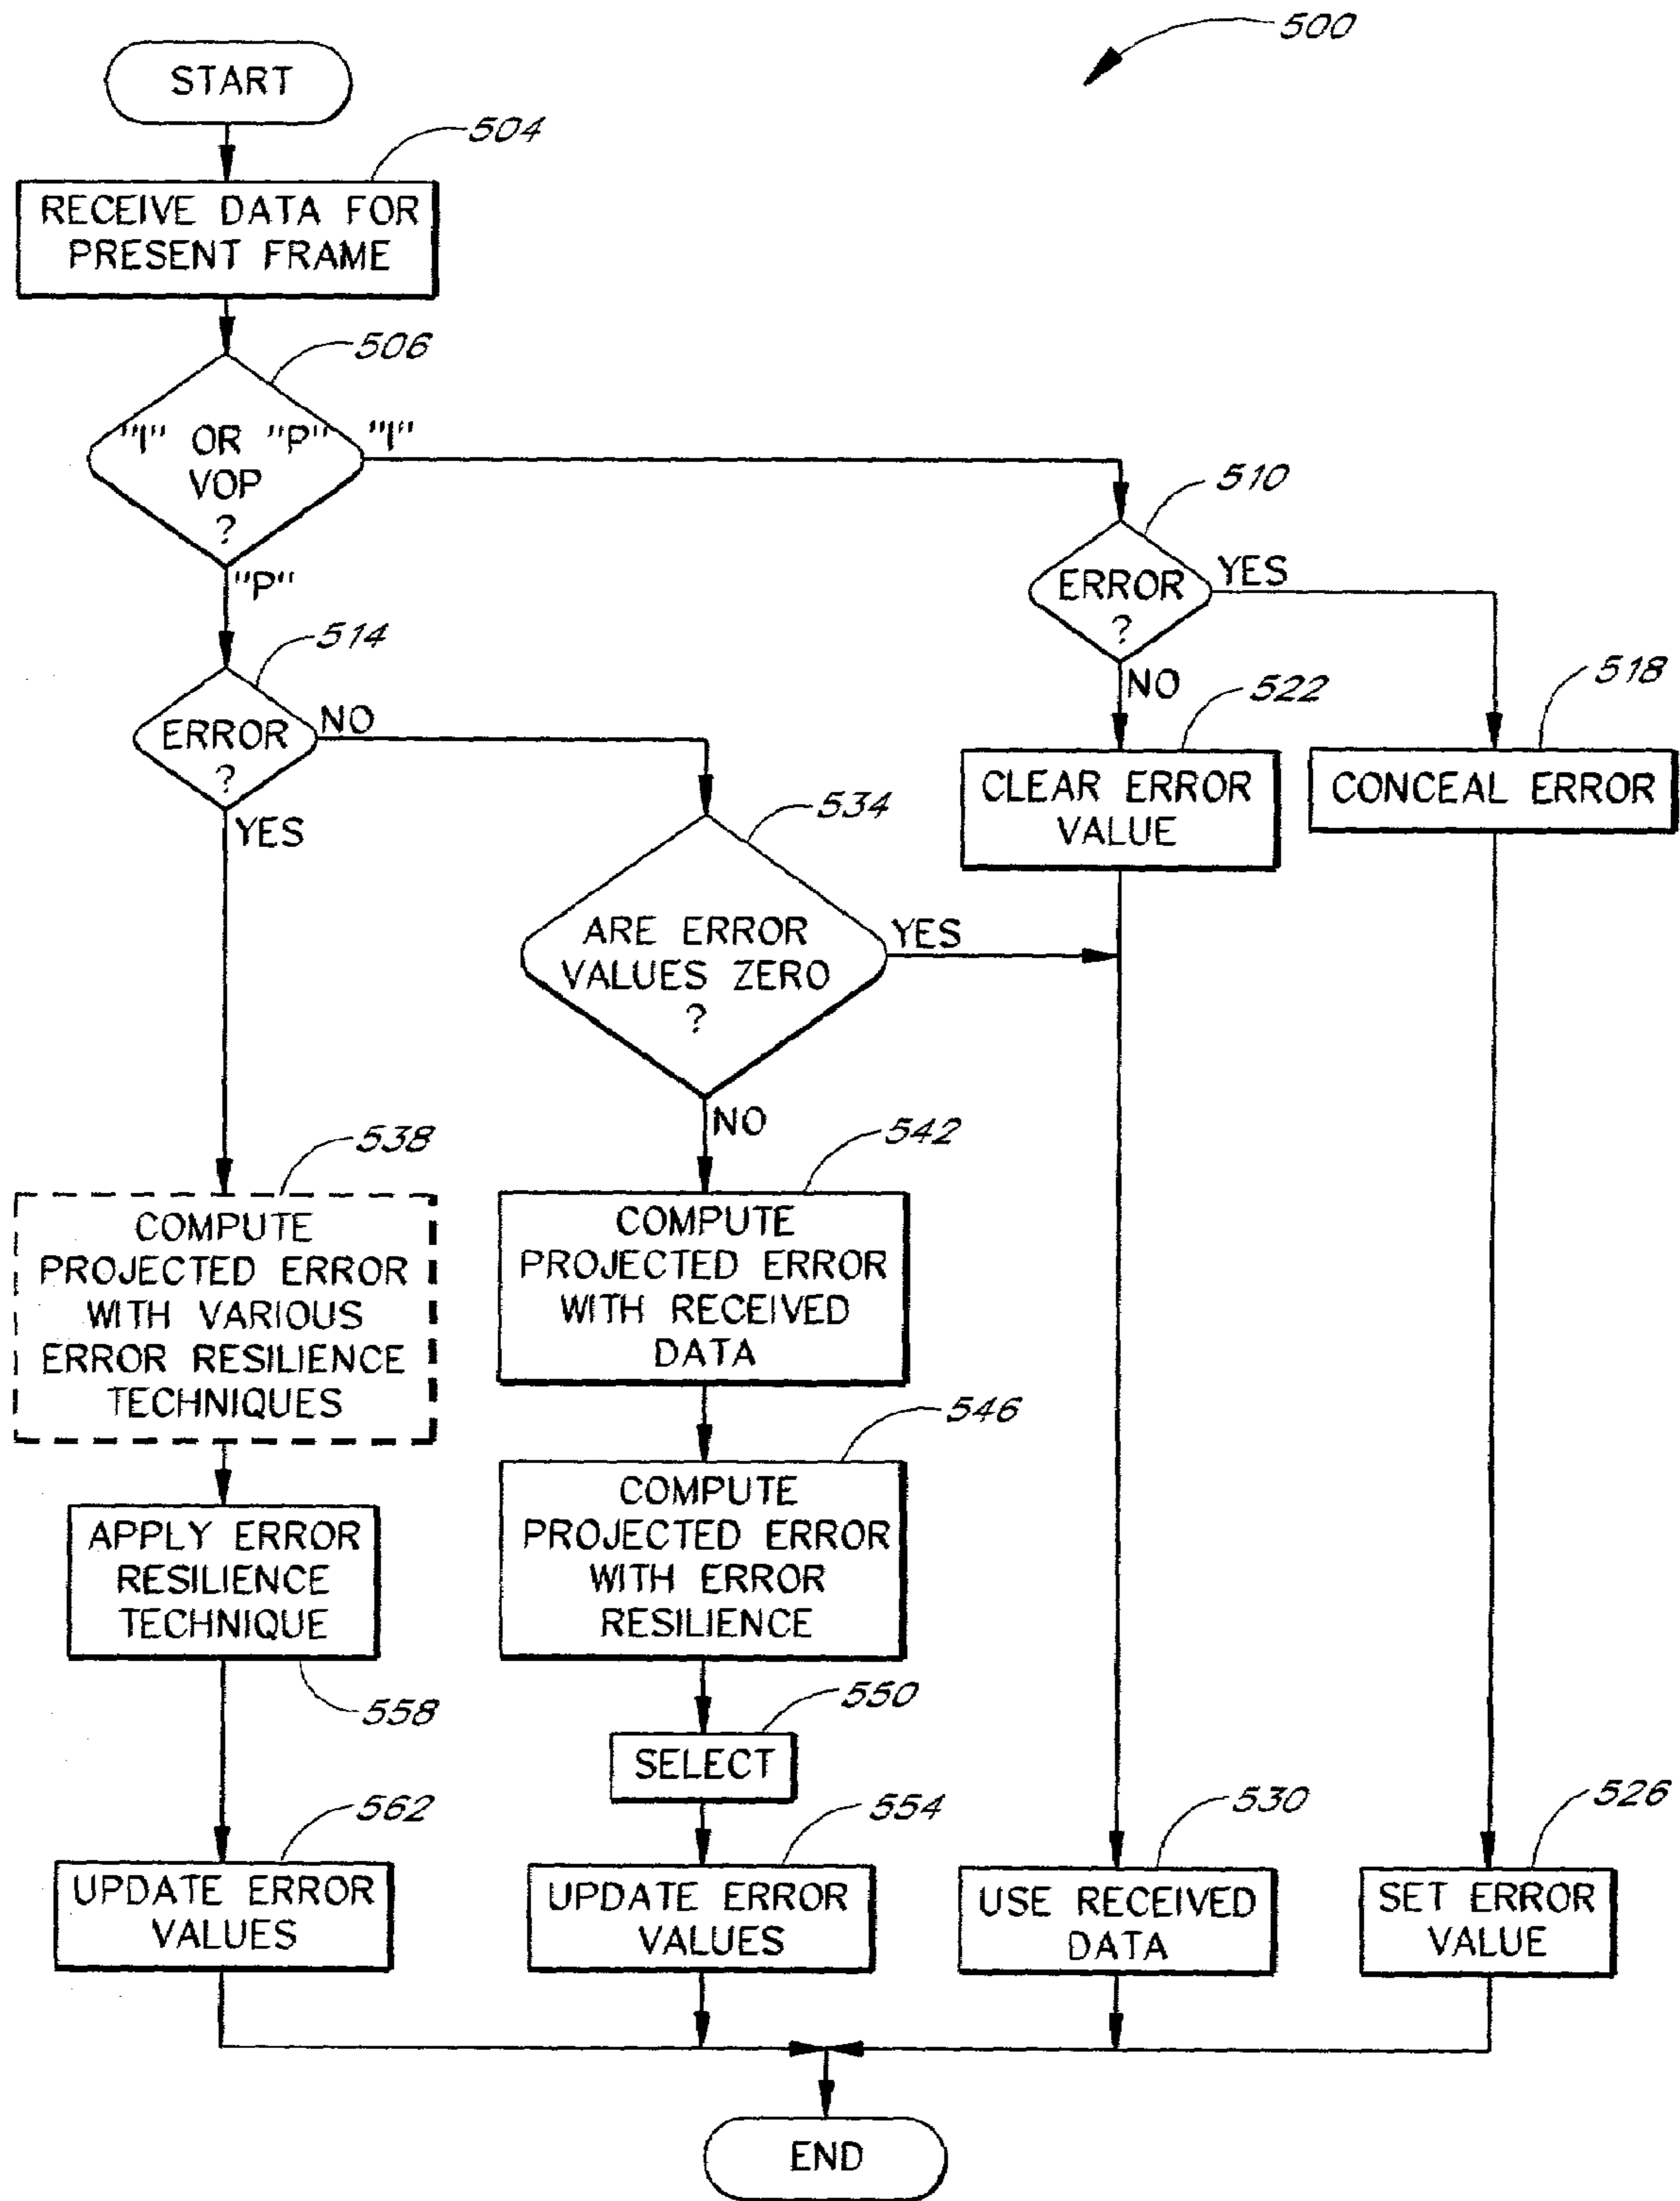 500
START
504
RECEIVE DATA FOR
PRESENT FRAME
506
"I" OR "P"
VOP
?
"I"
"P"
510
ERROR
?
YES
NO
514
ERROR
?
NO
YES
518
CONCEAL ERROR
522
CLEAR ERROR
VALUE
534
ARE ERROR
VALUES ZERO
?
YES
NO
538
COMPUTE
PROJECTED ERROR
WITH VARIOUS
ERROR RESILIENCE
TECHNIQUES
542
COMPUTE
PROJECTED ERROR
WITH RECEIVED
DATA
546
COMPUTE
PROJECTED ERROR
WITH ERROR
RESILIENCE
APPLY ERROR
RESILIENCE
TECHNIQUE
558
550
SELECT
562
UPDATE ERROR
VALUES
554
UPDATE ERROR
VALUES
530
USE RECEIVED
DATA
526
SET ERROR
VALUE
END